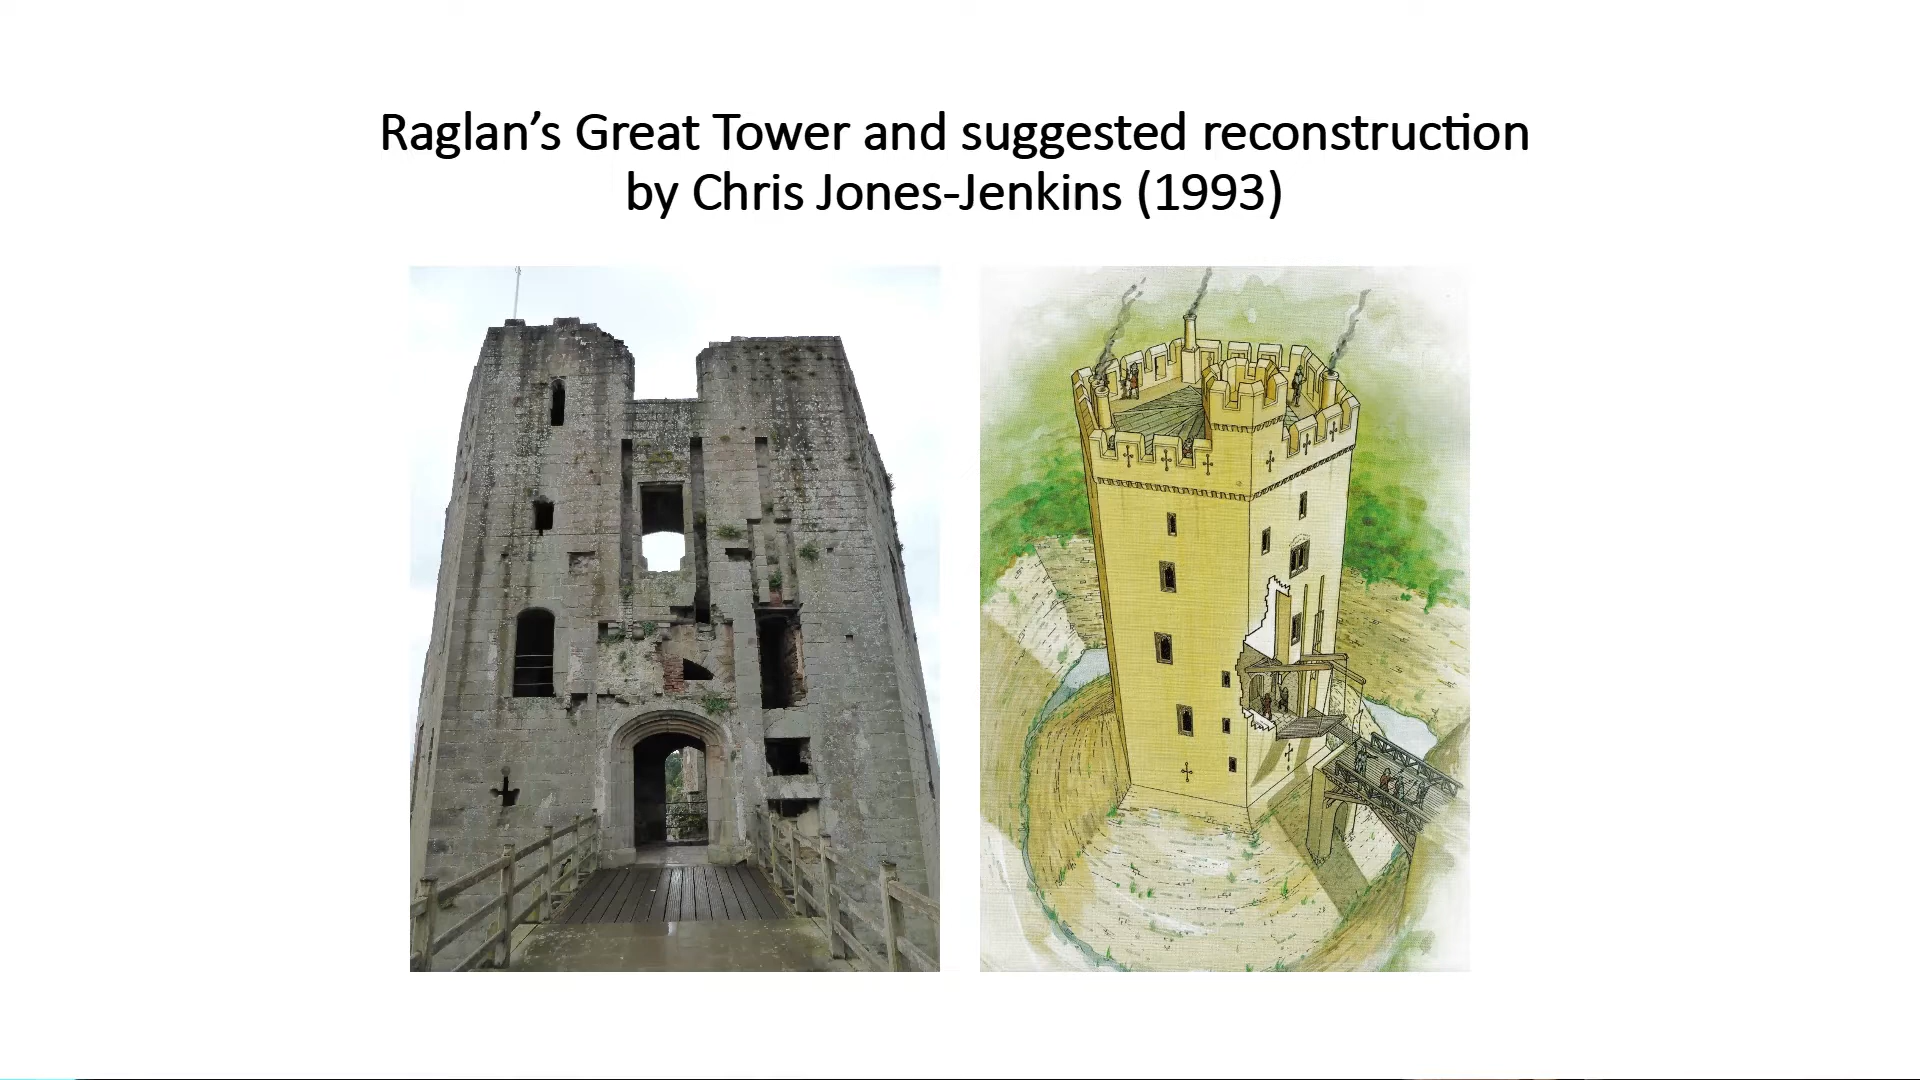 Raglan’s Great Tower and suggested reconstruction
by Chris Jones-Jenkins (1993)